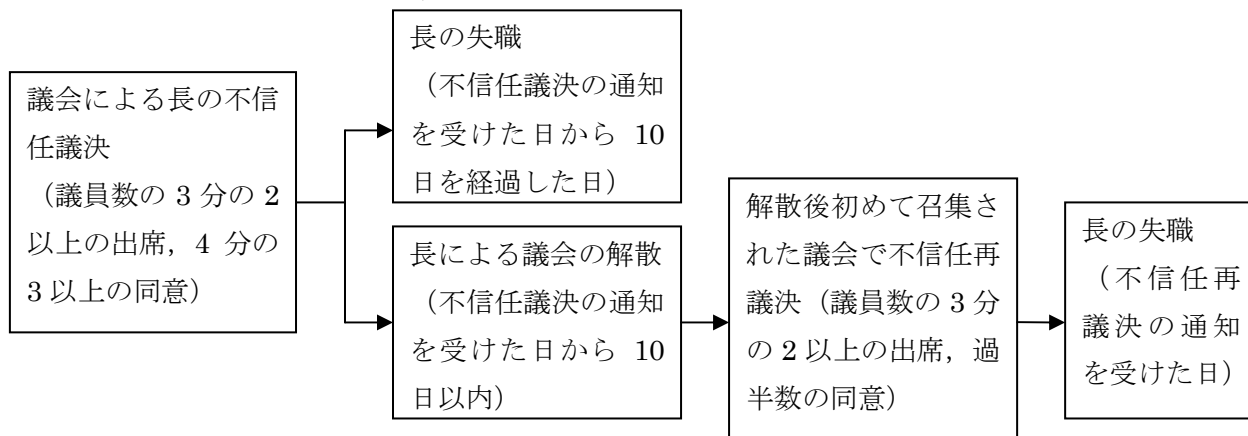 議会による長の不信
任議決
（議員数の 3 分の 2
以上の出席，4 分の
3 以上の同意）
長の失職
（不信任議決の通知
を受けた日から 10
日を経過した日）
長による議会の解散
（不信任議決の通知
を受けた日から 10
日以内）
解散後初めて召集さ
れた議会で不信任再
議決（議員数の 3 分
の 2 以上の出席，過
半数の同意）
長の失職
（不信任再
議決の通知
を受けた日）